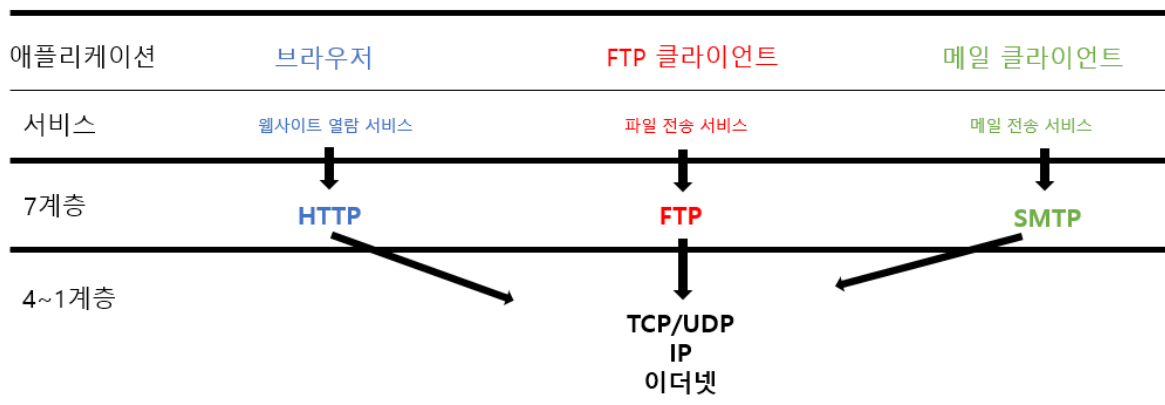 애플리케이션 브라우저 FTP 클라이언트 메일 클라이언트
서비스 웹사이트 열람 서비스 파일 전송 서비스 메일 전송 서비스
7계층 HTTP FTP SMTP
4~1계층
TCP/UDP
IP
이더넷